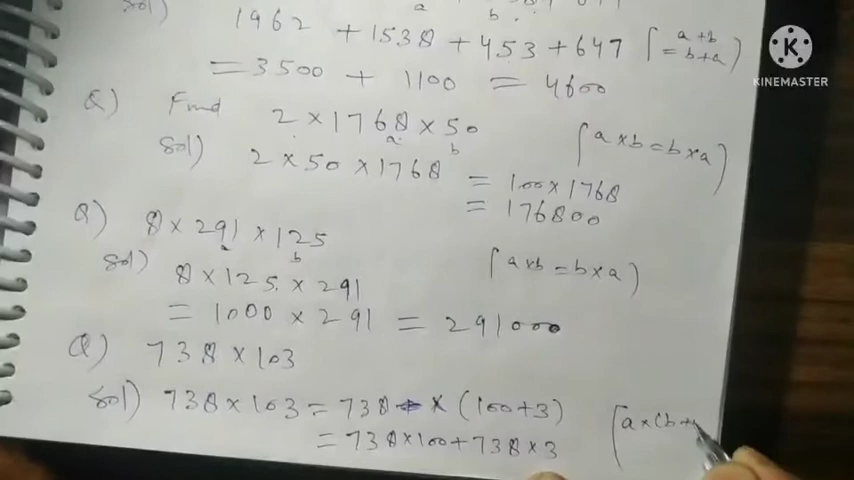 Sol)
1962 + 1538 + 453 + 647 [a+b = b+a)
= 3500 + 1100 = 4600
Q) Find 2 × 1768 × 50
a b
Sol) 2 × 50 × 1768 [a×b = b×a)
= 100 × 1768
= 176800
Q) 8 × 291 × 125
a b
Sol) 8 × 125 × 291 [a×b = b×a)
= 1000 × 291 = 291000
Q) 738 × 103
Sol) 738 × 103 = 738 × (100+3)
= 738 × 100 + 738 × 3 [a×(b+
KINEMASTER